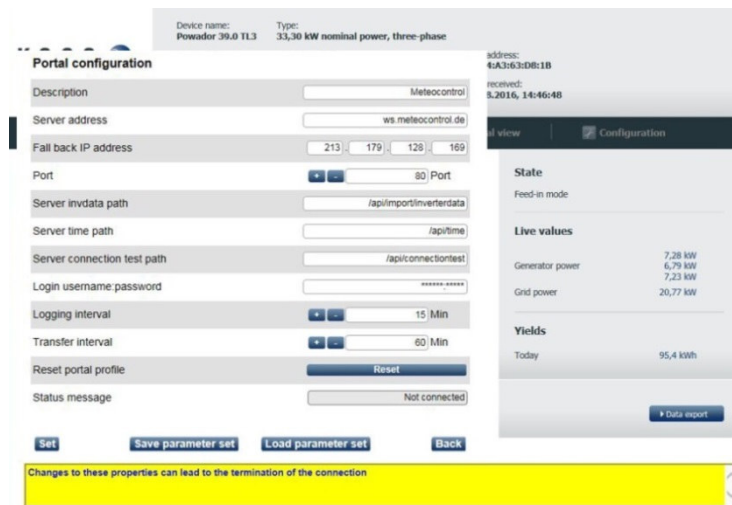 Device name:
Powador 39.0 TL3
Type:
33,30 kW nominal power, three-phase
address:
4:A3:63:D8:1B
received:
8.2016, 14:46:48
al view
Configuration
Portal configuration
Description Meteocontrol
Server address ws.meteocontrol.de
Fall back IP address 213 . 179 . 128 . 169
Port + - 80 Port
Server invdata path /api/import/inverterdata
Server time path /api/time
Server connection test path /api/connectiontest
Login username:password ******:*****
Logging interval + - 15 Min
Transfer interval + - 60 Min
Reset portal profile Reset
Status message Not connected
Set Save parameter set Load parameter set Back
State
Feed-in mode
Live values
Generator power 7,28 kW
6,79 kW
7,23 kW
Grid power 20,77 kW
Yields
Today 95,4 kWh
Data export
Changes to these properties can lead to the termination of the connection